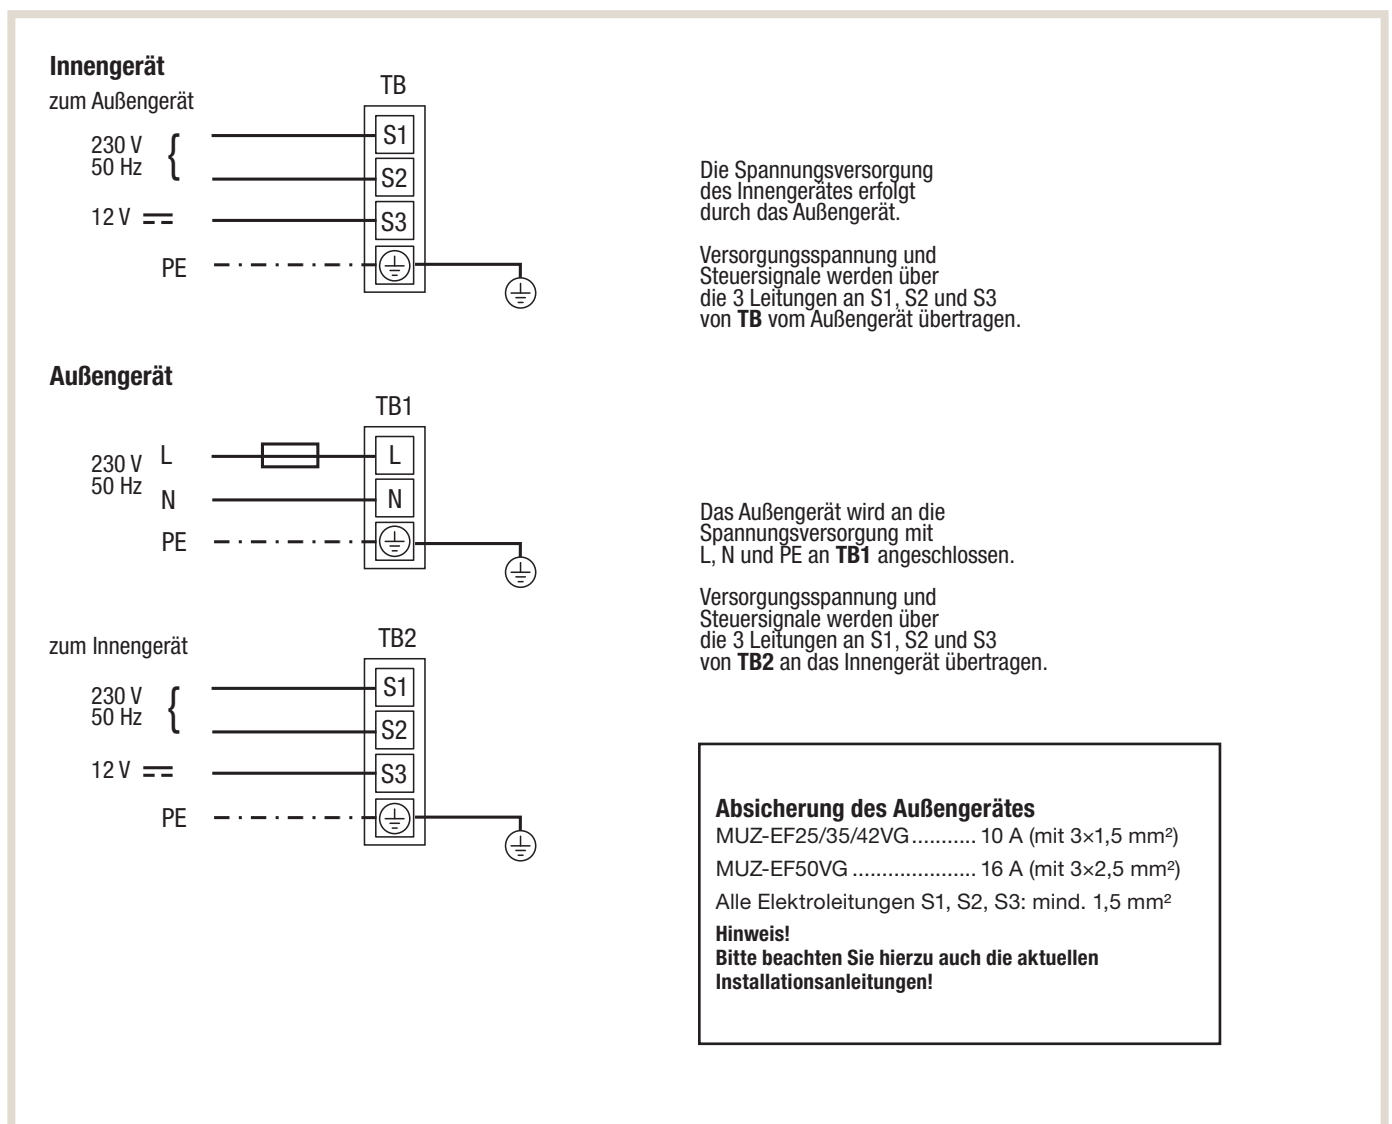 Innengerät
zum Außengerät
TB
230 V
50 Hz
S1
S2
12 V
S3
PE
Die Spannungsversorgung
des Innengerätes erfolgt
durch das Außengerät.
Versorgungsspannung und
Steuersignale werden über
die 3 Leitungen an S1, S2 und S3
von TB vom Außengerät übertragen.
Außengerät
TB1
230 V
50 Hz
L
L
N
N
PE
Das Außengerät wird an die
Spannungsversorgung mit
L, N und PE an TB1 angeschlossen.
Versorgungsspannung und
Steuersignale werden über
die 3 Leitungen an S1, S2 und S3
von TB2 an das Innengerät übertragen.
zum Innengerät
TB2
230 V
50 Hz
S1
S2
12 V
S3
PE
Absicherung des Außengerätes
MUZ-EF25/35/42VG........... 10 A (mit 3×1,5 mm²)
MUZ-EF50VG ..................... 16 A (mit 3×2,5 mm²)
Alle Elektroleitungen S1, S2, S3: mind. 1,5 mm²
Hinweis!
Bitte beachten Sie hierzu auch die aktuellen
Installationsanleitungen!